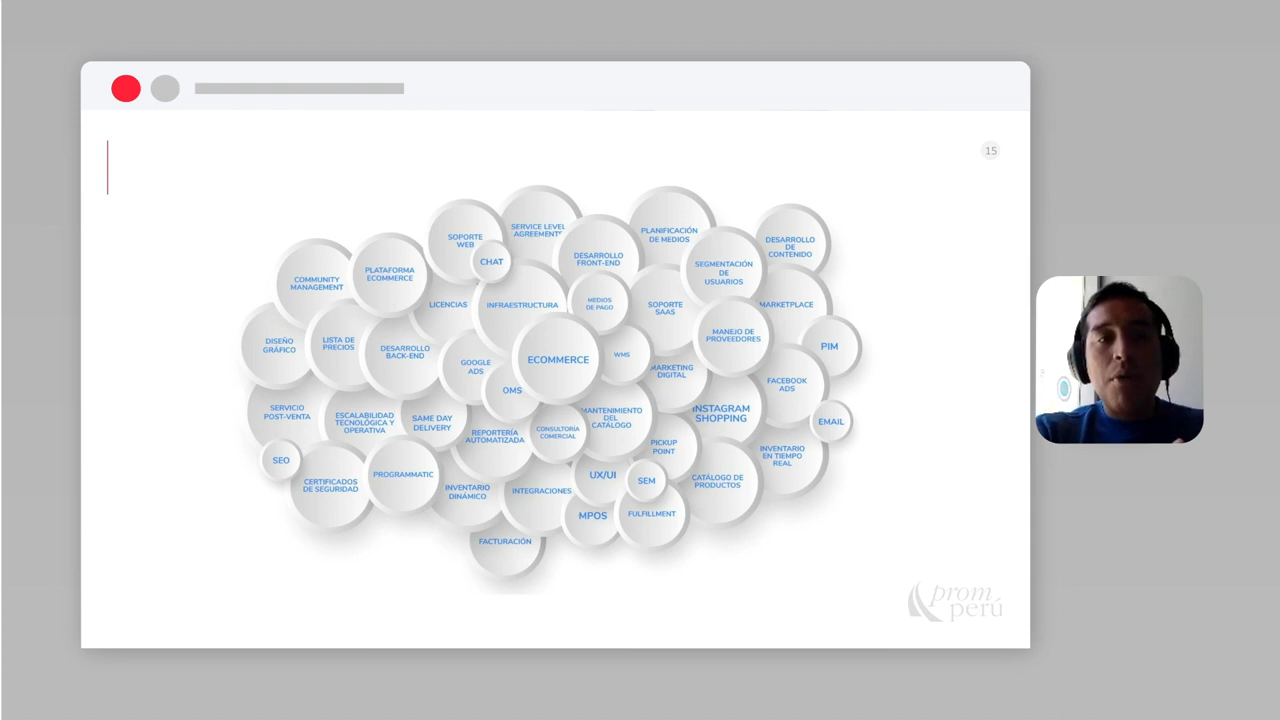 15
SERVICE LEVEL
AGREEMENTS
PLANIFICACIÓN
DE MEDIOS
SOPORTE
WEB
DESARROLLO
DE
CONTENIDO
CHAT
DESARROLLO
FRONT-END
SEGMENTACIÓN
DE
USUARIOS
COMMUNITY
MANAGEMENT
PLATAFORMA
ECOMMERCE
LICENCIAS
INFRAESTRUCTURA
MEDIOS
DE PAGO
SOPORTE
SAAS
MARKETPLACE
DISEÑO
GRÁFICO
LISTA DE
PRECIOS
DESARROLLO
BACK-END
GOOGLE
ADS
ECOMMERCE
WMS
MANEJO DE
PROVEEDORES
PIM
MARKETING
DIGITAL
FACEBOOK
ADS
OMS
SERVICIO
POST-VENTA
ESCALABILIDAD
TECNOLÓGICA Y
OPERATIVA
SAME DAY
DELIVERY
REPORTERÍA
AUTOMATIZADA
CONSULTORÍA
COMERCIAL
MANTENIMIENTO
DEL
CATÁLOGO
INSTAGRAM
SHOPPING
EMAIL
PICKUP
POINT
INVENTARIO
EN TIEMPO
REAL
SEO
CERTIFICADOS
DE SEGURIDAD
PROGRAMMATIC
INVENTARIO
DINÁMICO
INTEGRACIONES
UX/UI
SEM
CATÁLOGO DE
PRODUCTOS
MPOS
FULFILLMENT
FACTURACIÓN
prom
perú